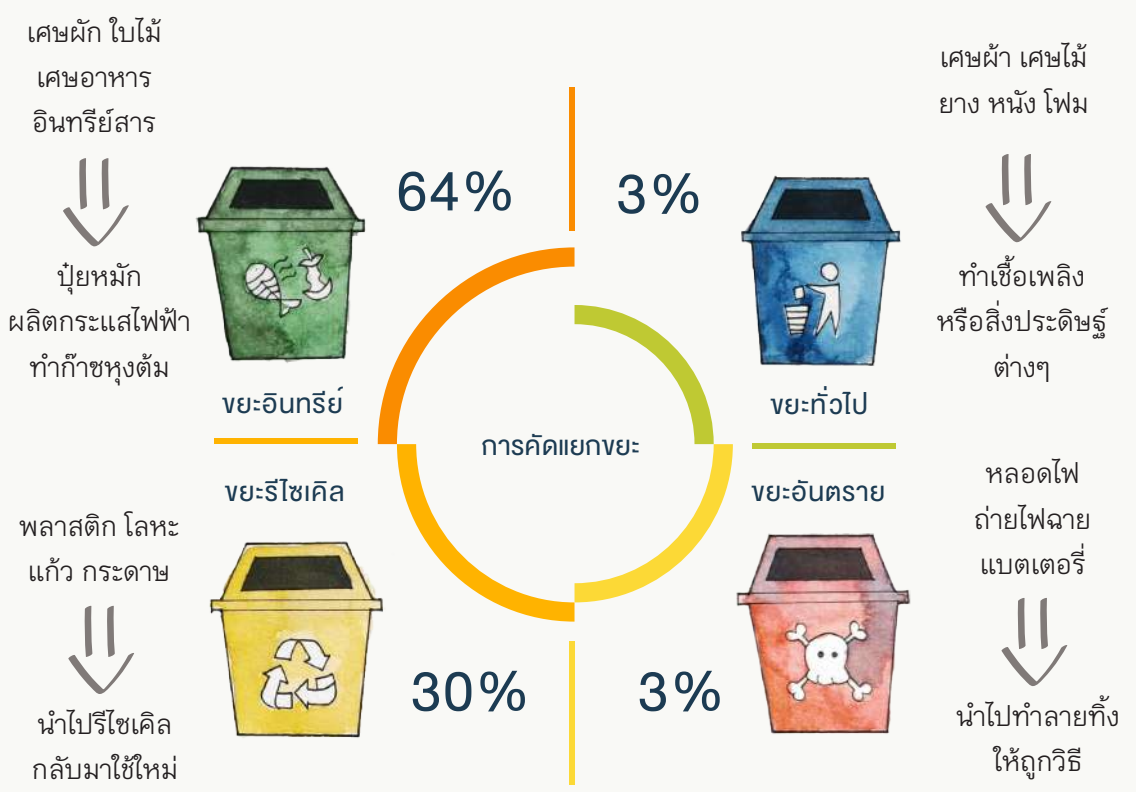 เศษผัก ใบไม้
เศษอาหาร
อินทรีย์สาร
ปุ๋ยหมัก
ผลิตกระแสไฟฟ้า
ทำก๊าซหุงต้ม
64%
ขยะอินทรีย์
3%
ขยะทั่วไป
เศษผ้า เศษไม้
ยาง หนัง โฟม
ทำเชื้อเพลิง
หรือสิ่งประดิษฐ์
ต่างๆ
การคัดแยกขยะ
ขยะรีไซเคิล
พลาสติก โลหะ
แก้ว กระดาษ
นำไปรีไซเคิล
กลับมาใช้ใหม่
30%
ขยะอันตราย
3%
หลอดไฟ
ถ่ายไฟฉาย
แบตเตอรี่
นำไปทำลายทิ้ง
ให้ถูกวิธี